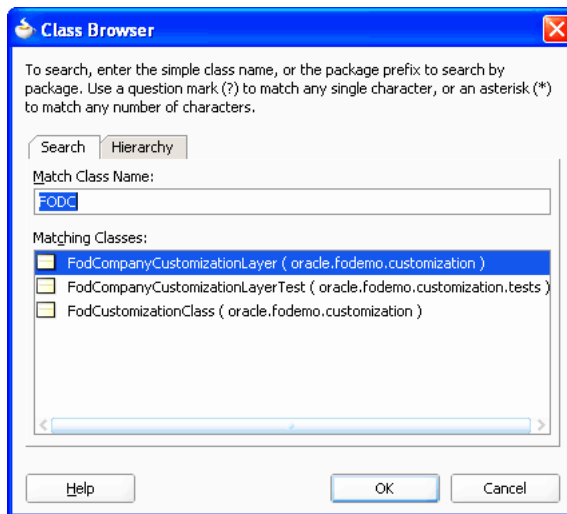 Class Browser
To search, enter the simple class name, or the package prefix to search by
package. Use a question mark (?) to match any single character, or an asterisk (*)
to match any number of characters.
Search Hierarchy
Match Class Name:
FODC
Matching Classes:
FodCompanyCustomizationLayer ( oracle.fodemo.customization )
FodCompanyCustomizationLayerTest ( oracle.fodemo.customization.tests )
FodCustomizationClass ( oracle.fodemo.customization )
Help OK Cancel